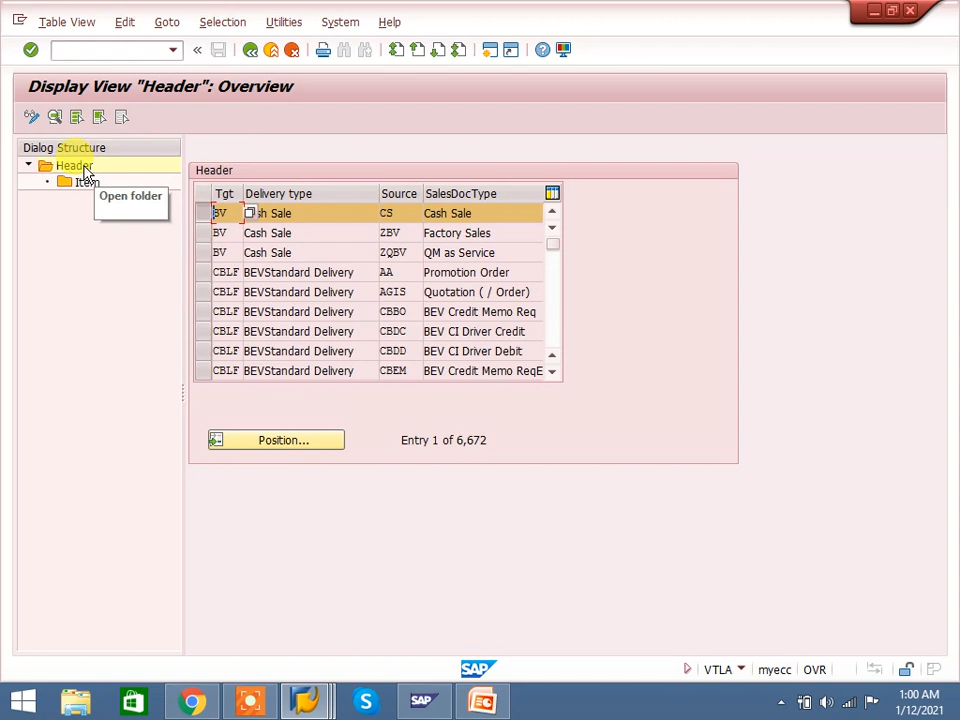 Table View Edit Goto Selection Utilities System Help
Display View "Header": Overview
Dialog Structure
Header
Item
Open folder
Header
Tgt Delivery type Source SalesDocType
BV sh Sale CS Cash Sale
BV Cash Sale ZBV Factory Sales
BV Cash Sale ZQBV QM as Service
CBLF BEVStandard Delivery AA Promotion Order
CBLF BEVStandard Delivery AGIS Quotation ( / Order)
CBLF BEVStandard Delivery CBBO BEV Credit Memo Req
CBLF BEVStandard Delivery CBDC BEV CI Driver Credit
CBLF BEVStandard Delivery CBDD BEV CI Driver Debit
CBLF BEVStandard Delivery CBEM BEV Credit Memo ReqE
Position... Entry 1 of 6,672
SAP
VTLA myecc OVR
SAP
1:00 AM
1/12/2021